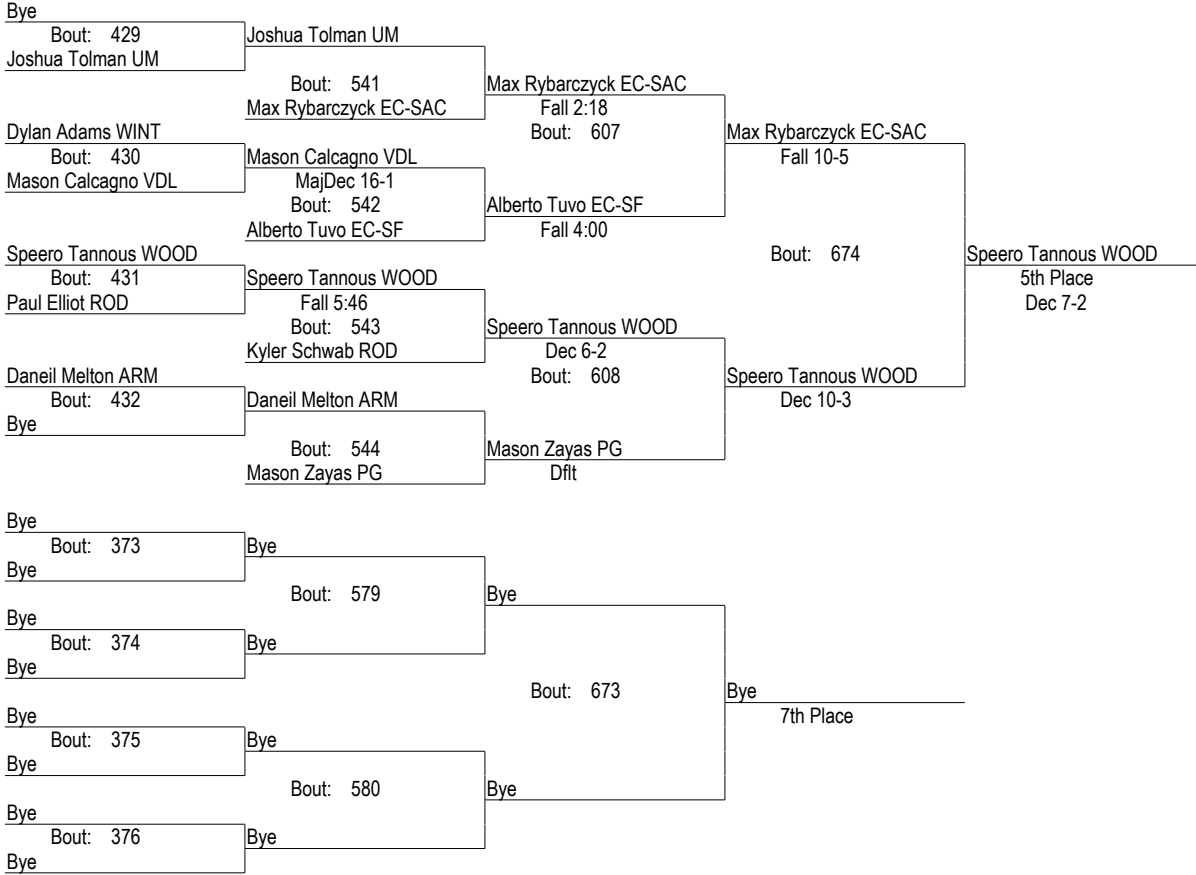 Bye
Bout: 429
Joshua Tolman UM
Joshua Tolman UM
Bout: 541
Max Rybarczyck EC-SAC
Max Rybarczyck EC-SAC
Fall 2:18
Bout: 607
Dylan Adams WINT
Bout: 430
Mason Calcagno VDL
Mason Calcagno VDL
MajDec 16-1
Bout: 542
Alberto Tuvo EC-SF
Alberto Tuvo EC-SF
Fall 4:00
Max Rybarczyck EC-SAC
Fall 10-5
Bout: 674
Speero Tannous WOOD
5th Place
Dec 7-2
Speero Tannous WOOD
Bout: 431
Paul Elliot ROD
Speero Tannous WOOD
Fall 5:46
Bout: 543
Kyler Schwab ROD
Speero Tannous WOOD
Dec 6-2
Bout: 608
Speero Tannous WOOD
Dec 10-3
Daneil Melton ARM
Bout: 432
Bye
Daneil Melton ARM
Bout: 544
Mason Zayas PG
Mason Zayas PG
Dflt
Bye
Bout: 373
Bye
Bye
Bout: 579
Bye
Bye
Bout: 374
Bye
Bye
Bout: 673
Bye
7th Place
Bye
Bout: 375
Bye
Bye
Bout: 580
Bye
Bye
Bout: 376
Bye
Bye